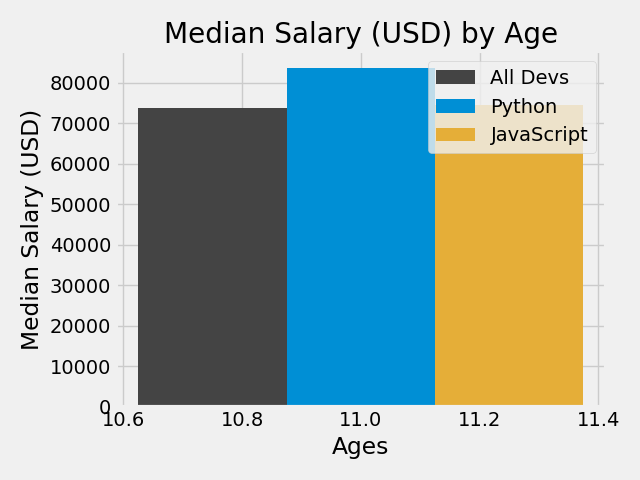 Median Salary (USD) by Age
All Devs
Python
JavaScript
Median Salary (USD)
80000
70000
60000
50000
40000
30000
20000
10000
0
10.6 10.8 11.0 11.2 11.4
Ages